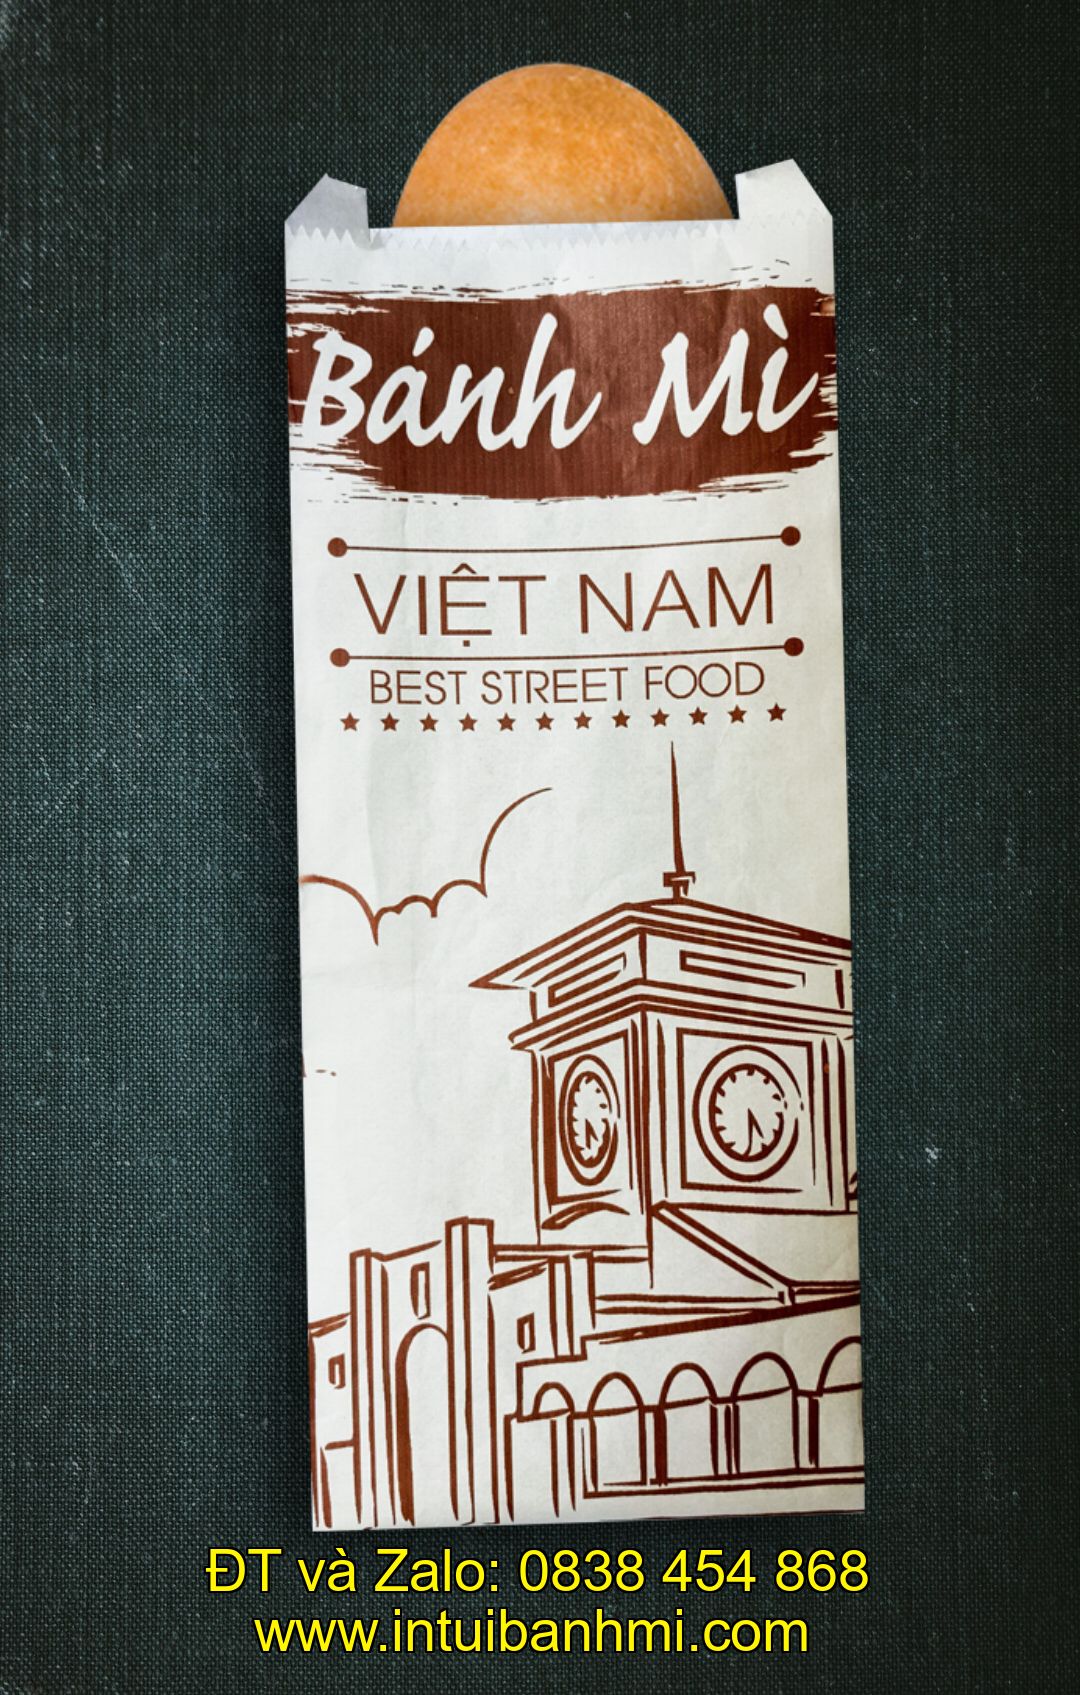 Bánh Mì
VIỆT NAM
BEST STREET FOOD
ĐT và Zalo: 0838 454 868
www.intuibanhmi.com